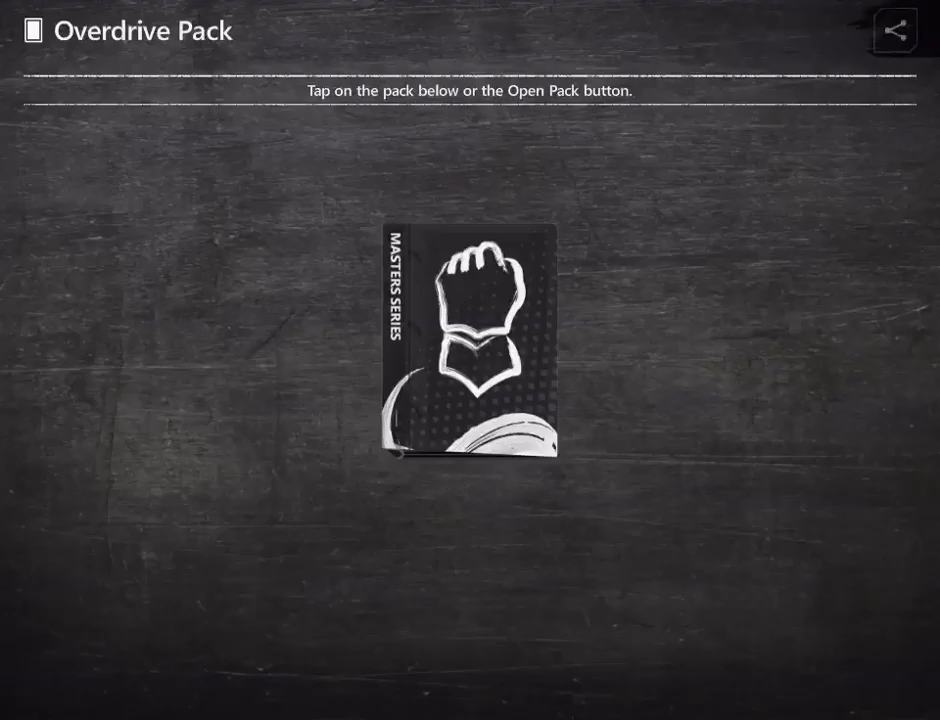 Overdrive Pack
Tap on the pack below or the Open Pack button.
MASTERS SERIES